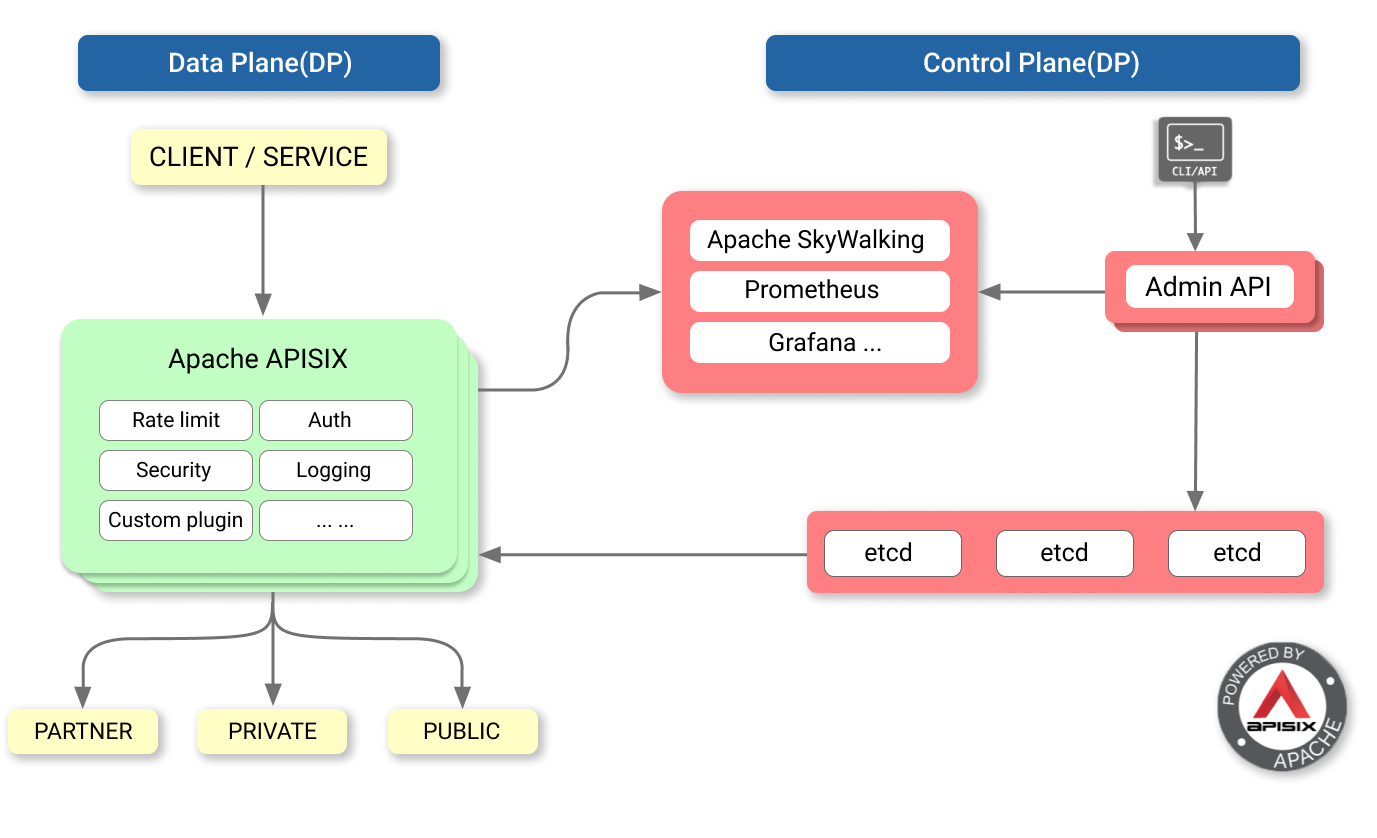 Data Plane(DP)
Control Plane(DP)
CLIENT / SERVICE
$>_
CLI/API
Apache SkyWalking
Prometheus
Grafana ...
Admin API
Apache APISIX
Rate limit
Auth
Security
Logging
Custom plugin
... ...
etcd
etcd
etcd
PARTNER
PRIVATE
PUBLIC
POWERED BY
APISIX
APACHE